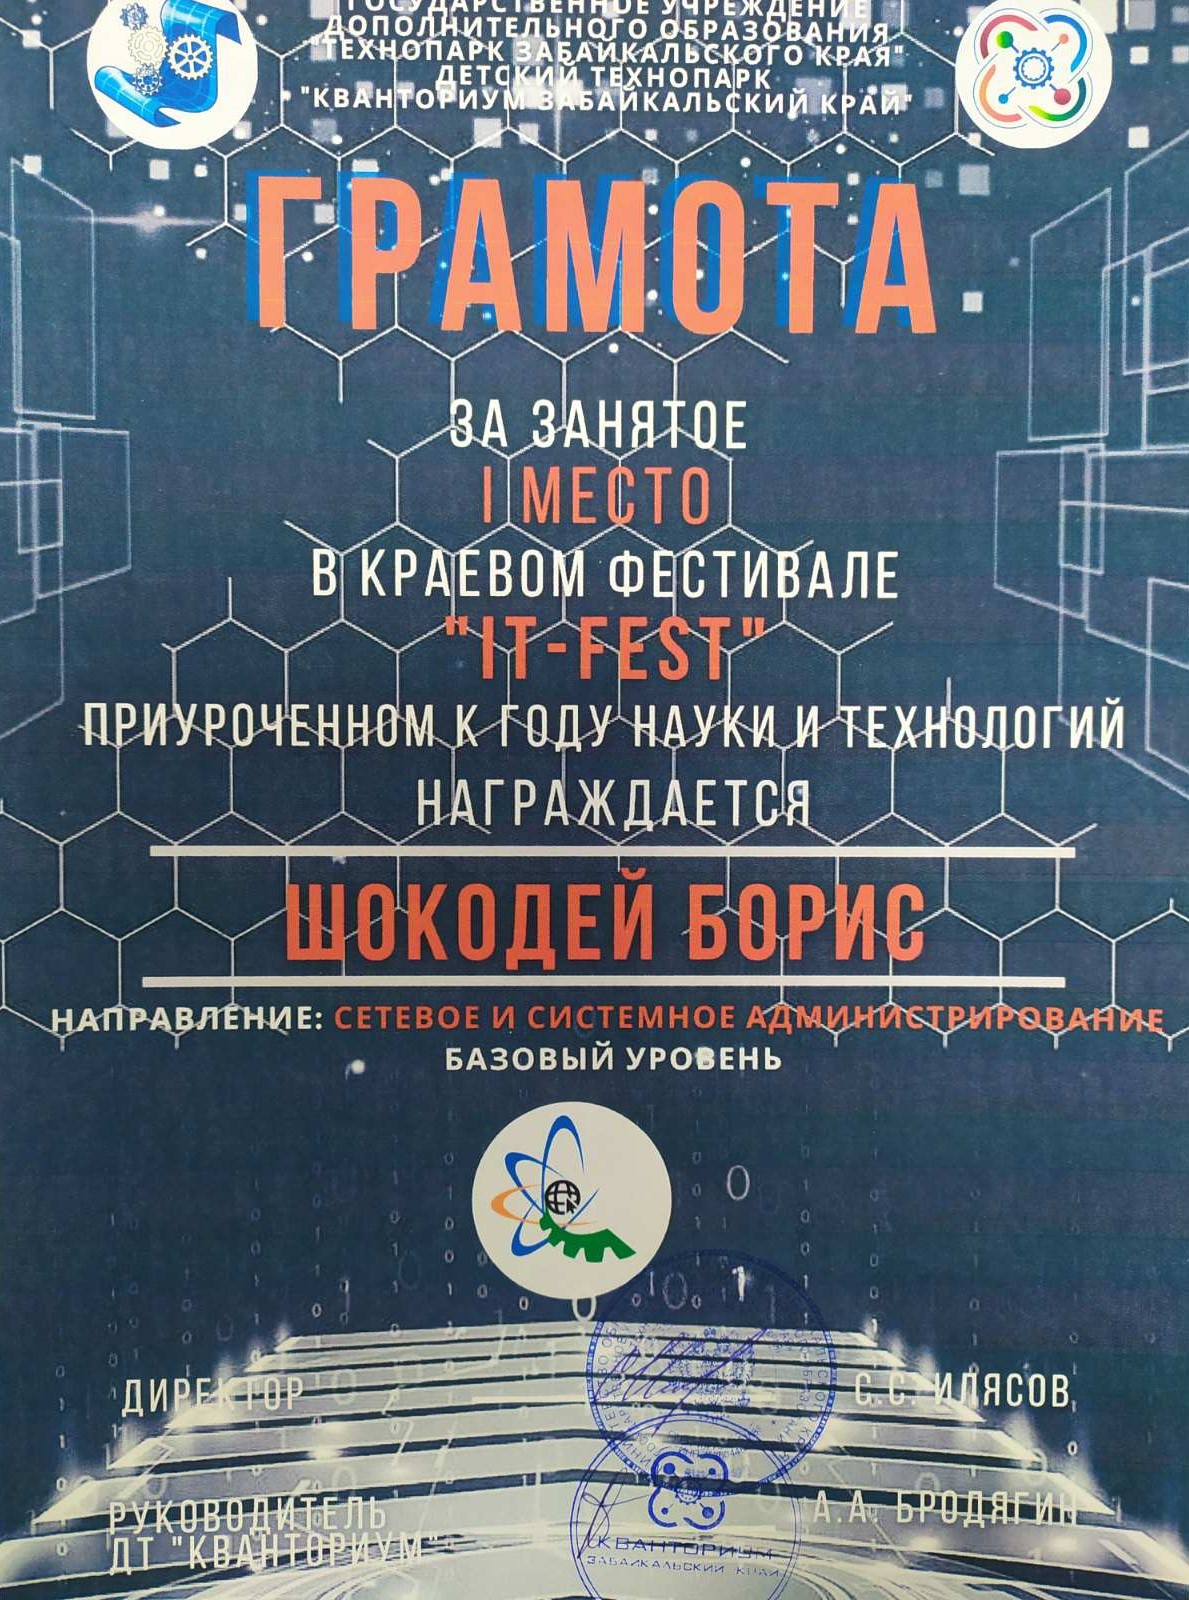 ГОСУДАРСТВЕННОЕ УЧРЕЖДЕНИЕ
ДОПОЛНИТЕЛЬНОГО ОБРАЗОВАНИЯ
"ТЕХНОПАРК ЗАБАЙКАЛЬСКОГО КРАЯ"
ДЕТСКИЙ ТЕХНОПАРК
"КВАНТОРИУМ ЗАБАЙКАЛЬСКИЙ КРАЙ"
ГРАМОТА
ЗА ЗАНЯТОЕ
I МЕСТО
В КРАЕВОМ ФЕСТИВАЛЕ
"IT-FEST"
ПРИУРОЧЕННОМ К ГОДУ НАУКИ И ТЕХНОЛОГИЙ
НАГРАЖДАЕТСЯ
ШОКОДЕЙ БОРИС
НАПРАВЛЕНИЕ: СЕТЕВОЕ И СИСТЕМНОЕ АДМИНИСТРИРОВАНИЕ
БАЗОВЫЙ УРОВЕНЬ
ДИРЕКТОР С.С. ИЛЯСОВ
РУКОВОДИТЕЛЬ А.А. БРОДЯГИН
ДТ "КВАНТОРИУМ"
КВАНТОРИУМ
ЗАБАЙКАЛЬСКИЙ КРАЙ